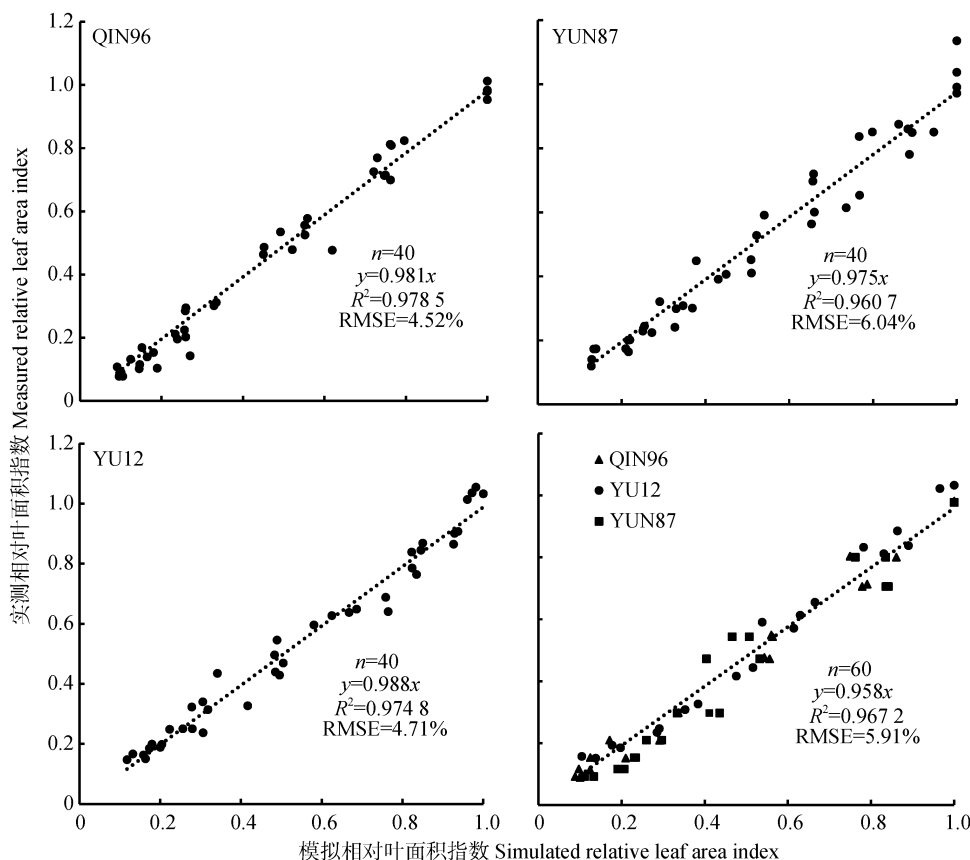 QIN96
1.2
1.0
0.8
0.6
0.4
0.2
0
n=40
y=0.981x
R²=0.978 5
RMSE=4.52%
YUN87
n=40
y=0.975x
R²=0.960 7
RMSE=6.04%
实测相对叶面积指数 Measured relative leaf area index
YU12
1.2
1.0
0.8
0.6
0.4
0.2
0
n=40
y=0.988x
R²=0.974 8
RMSE=4.71%
0 0.2 0.4 0.6 0.8 1.0
QIN96
YU12
YUN87
n=60
y=0.958x
R²=0.967 2
RMSE=5.91%
0 0.2 0.4 0.6 0.8 1.0
模拟相对叶面积指数 Simulated relative leaf area index